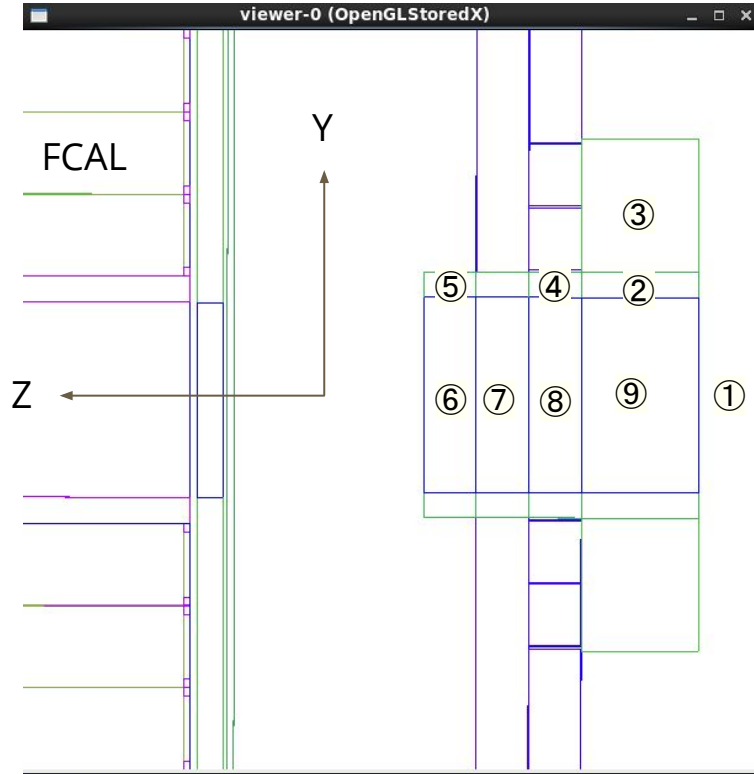 viewer-0 (OpenGLStoredX)
Y
FCAL
③
⑤ ④ ②
Z
⑥ ⑦ ⑧ ⑨ ①